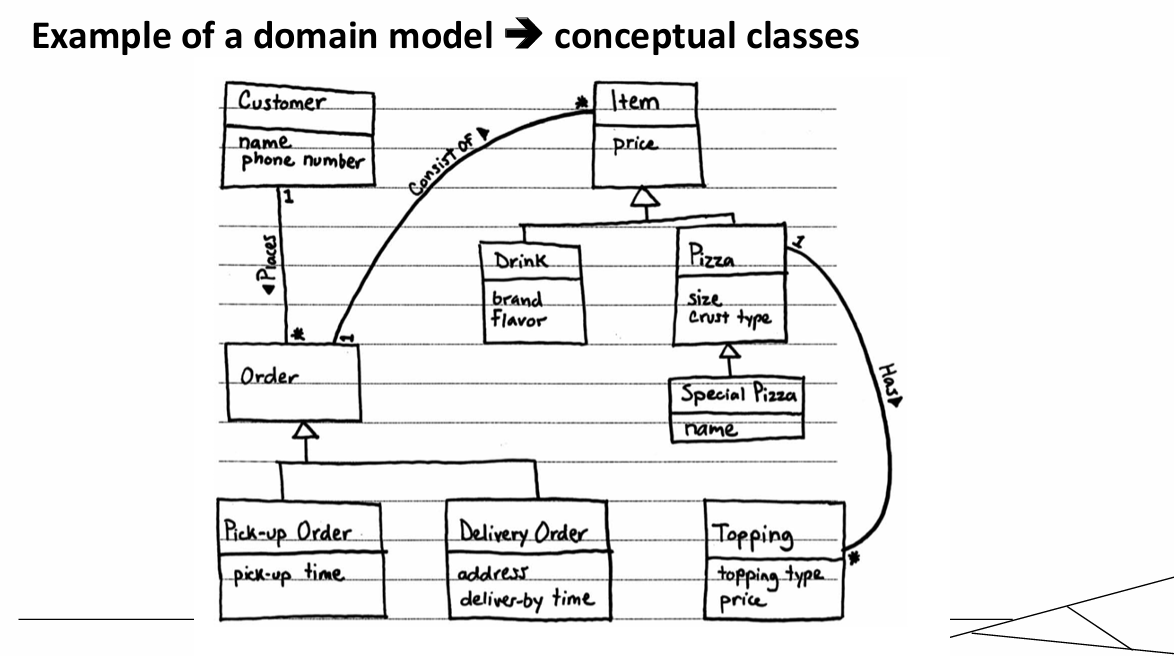 Example of a domain model ➔ conceptual classes
Customer
name
phone number
1
Places
*
Consist of
*
1
Item
price
Drink
brand
flavor
Pizza
size
crust type
1
Has
*
Special Pizza
name
Order
Pick-up Order
pick-up time
Delivery Order
address
deliver-by time
Topping
topping type
price